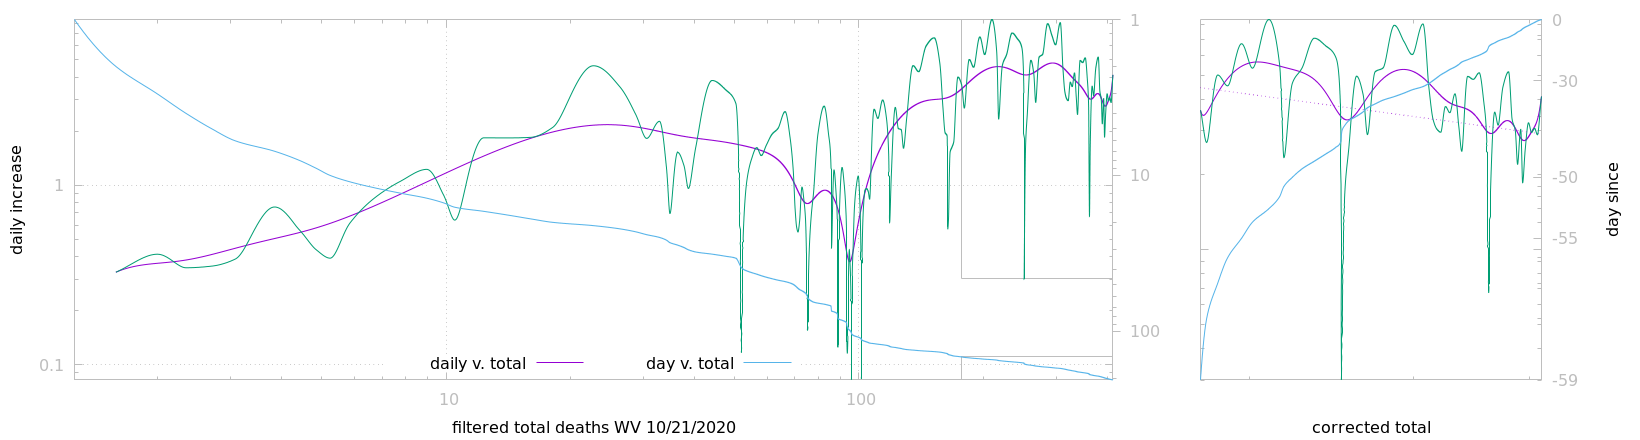 daily increase
1
0.1
10
100
1
10
100
daily v. total
day v. total
filtered total deaths WV 10/21/2020
0
-30
-50
-55
-59
day since
corrected total